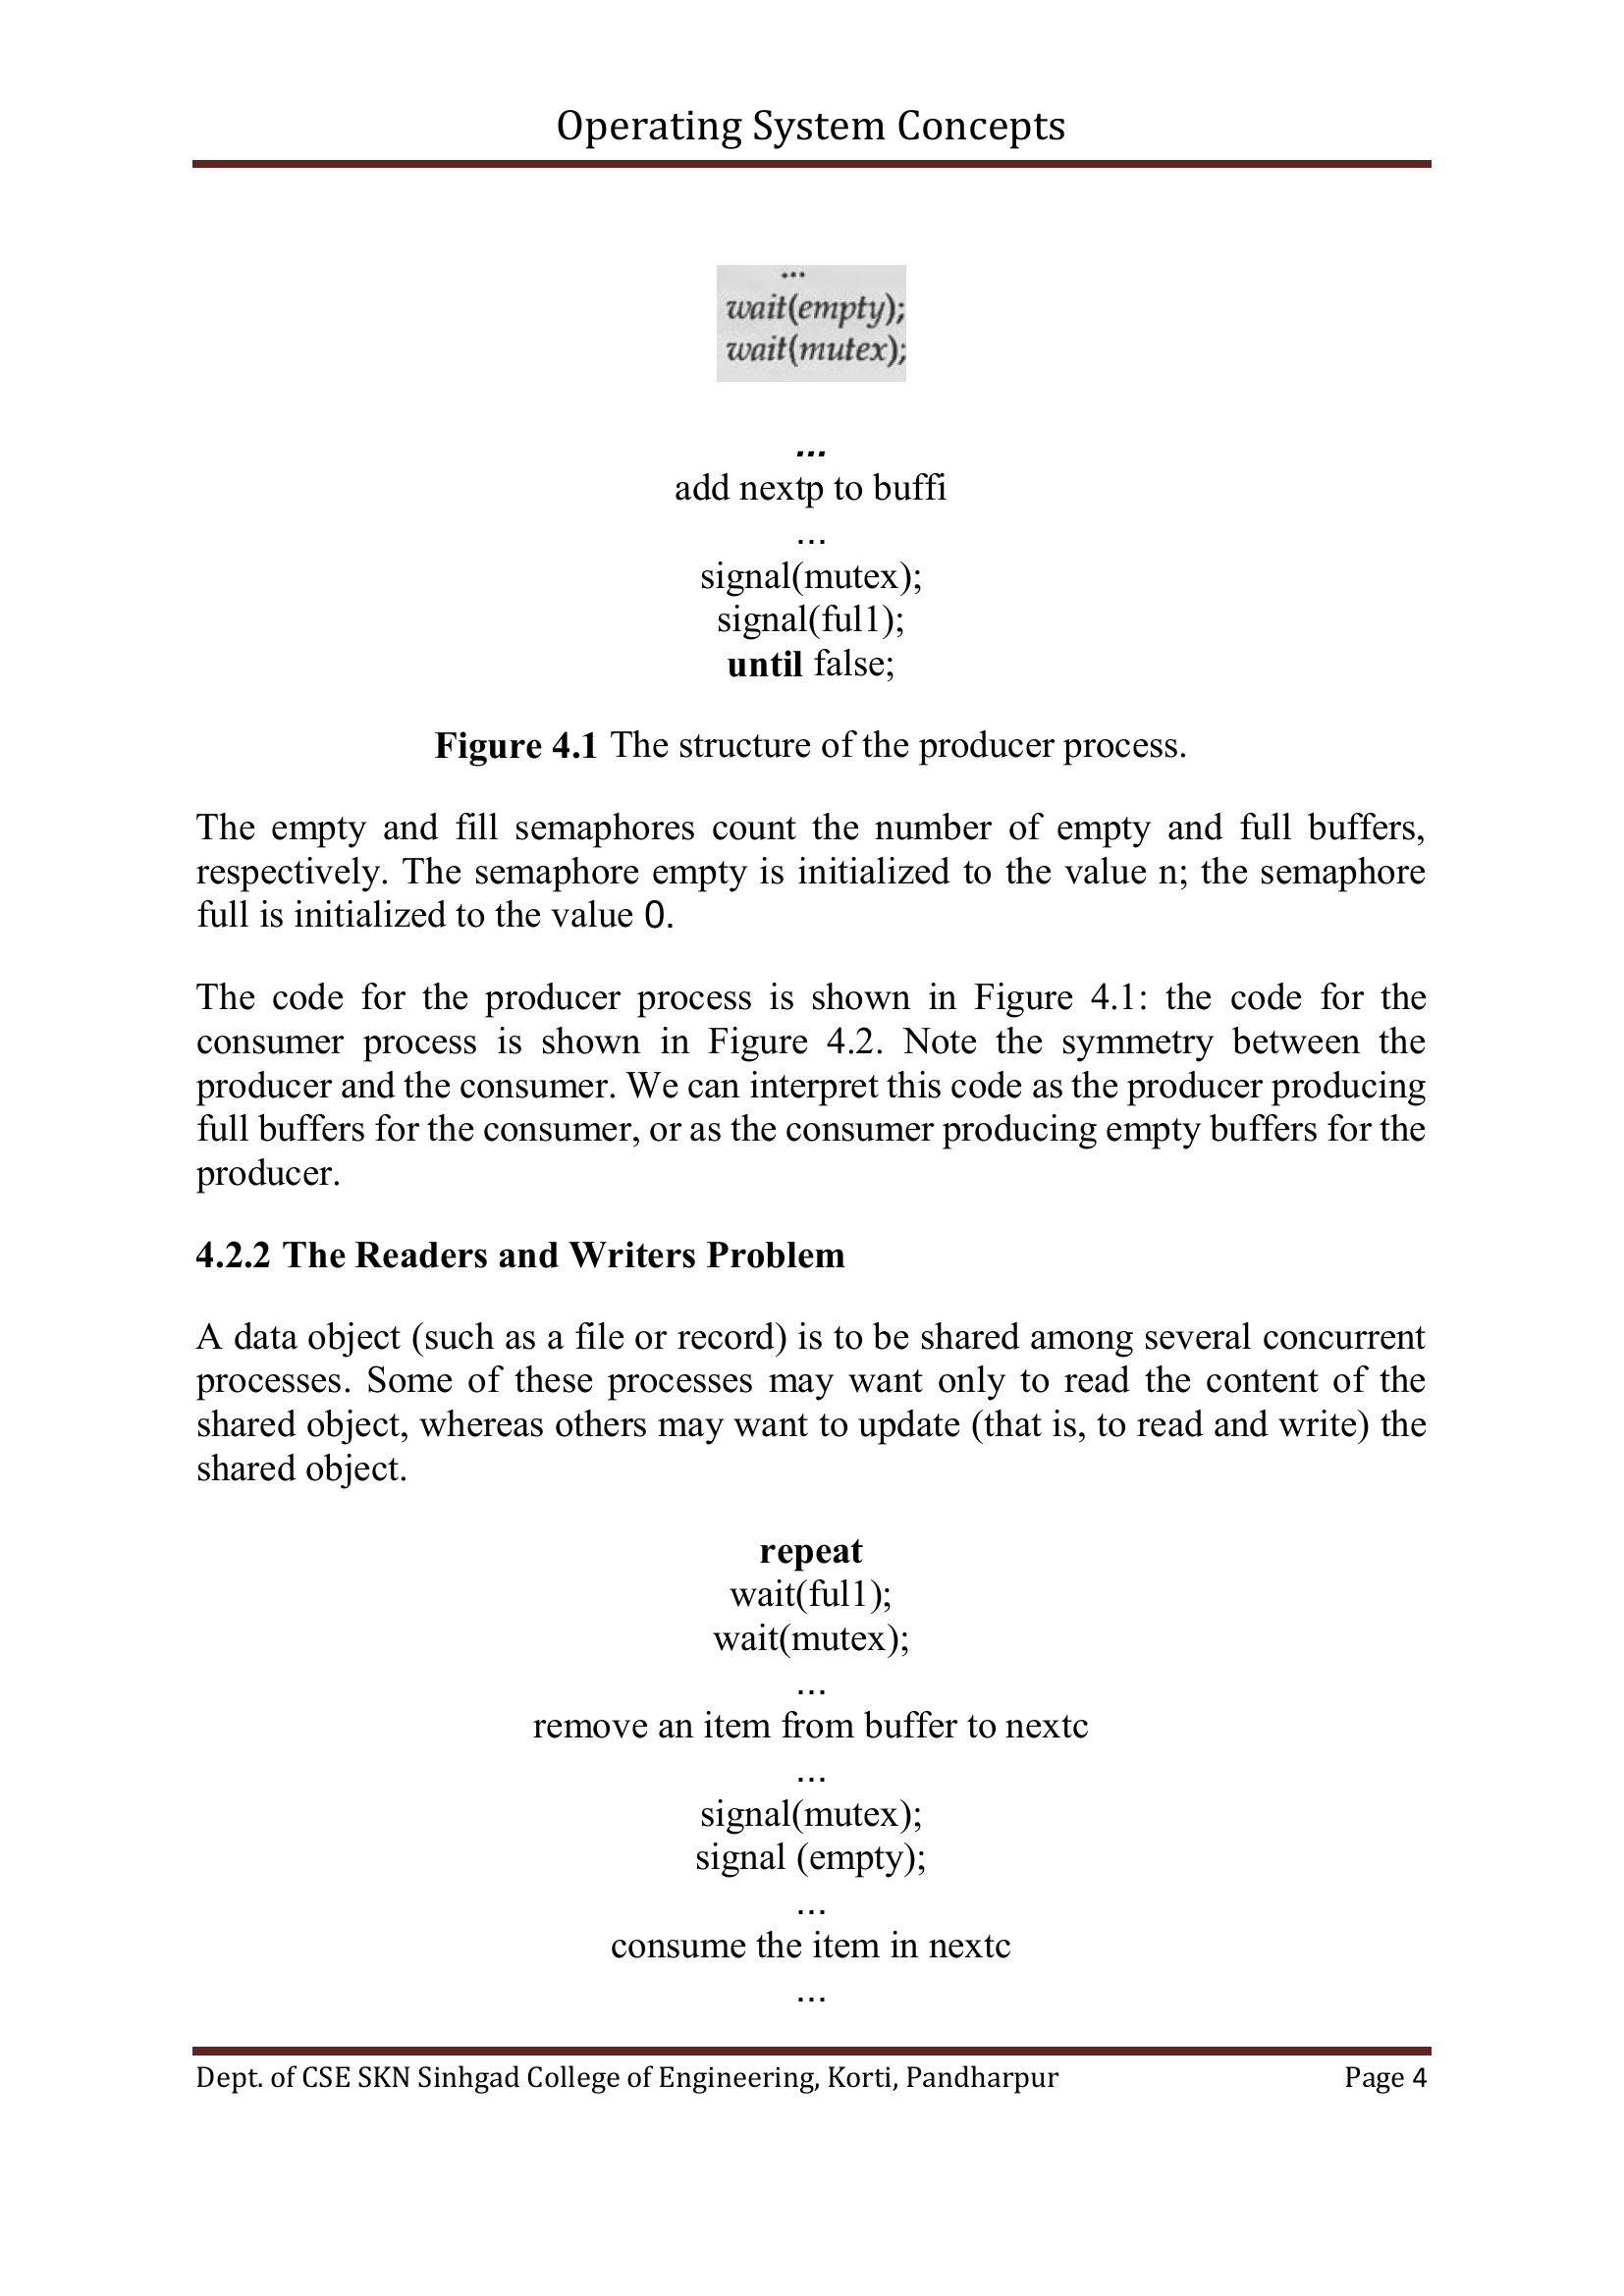 Operating System Concepts
...
wait(empty);
wait(mutex);
...
add nextp to buffi
...
signal(mutex);
signal(ful1);
until false;
Figure 4.1 The structure of the producer process.
The empty and fill semaphores count the number of empty and full buffers,
respectively. The semaphore empty is initialized to the value n; the semaphore
full is initialized to the value 0.
The code for the producer process is shown in Figure 4.1: the code for the
consumer process is shown in Figure 4.2. Note the symmetry between the
producer and the consumer. We can interpret this code as the producer producing
full buffers for the consumer, or as the consumer producing empty buffers for the
producer.
4.2.2 The Readers and Writers Problem
A data object (such as a file or record) is to be shared among several concurrent
processes. Some of these processes may want only to read the content of the
shared object, whereas others may want to update (that is, to read and write) the
shared object.
repeat
wait(ful1);
wait(mutex);
...
remove an item from buffer to nextc
...
signal(mutex);
signal (empty);
...
consume the item in nextc
...
Dept. of CSE SKN Sinhgad College of Engineering, Korti, Pandharpur Page 4